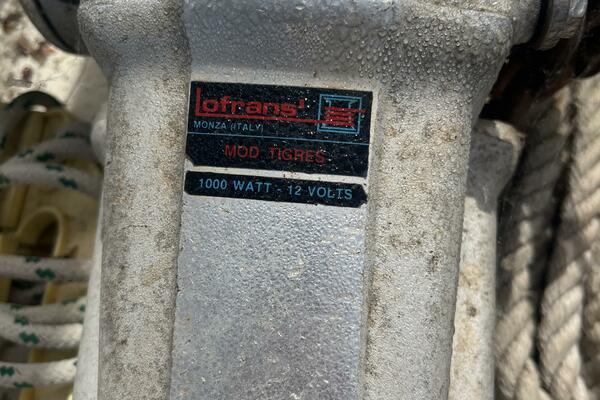 Lofrans'
MONZA (ITALY)
MOD TIGRES
1000 WATT - 12 VOLTS